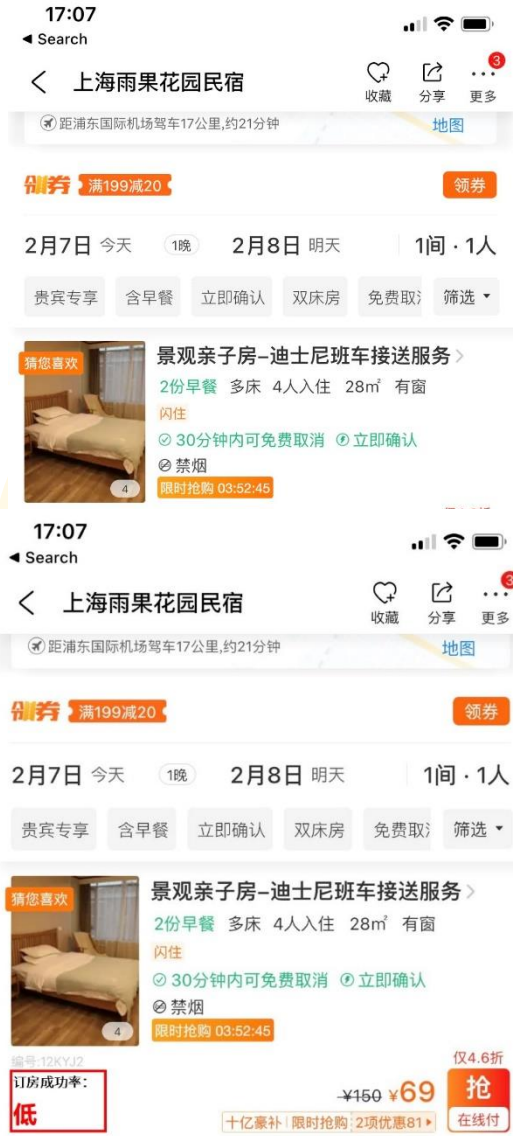 17:07
◀ Search
上海雨果花园民宿
收藏 分享 更多
3
距浦东国际机场驾车17公里,约21分钟
地图
领券 满199减20 领券
2月7日 今天 1晚 2月8日 明天 1间 · 1人
贵宾专享 含早餐 立即确认 双床房 免费取消 筛选
猜您喜欢
景观亲子房-迪士尼班车接送服务
2份早餐 多床 4人入住 28㎡ 有窗
闪住
30分钟内可免费取消 立即确认
禁烟
4
限时抢购 03:52:45
17:07
◀ Search
上海雨果花园民宿
收藏 分享 更多
3
距浦东国际机场驾车17公里,约21分钟
地图
领券 满199减20 领券
2月7日 今天 1晚 2月8日 明天 1间 · 1人
贵宾专享 含早餐 立即确认 双床房 免费取消 筛选
猜您喜欢
景观亲子房-迪士尼班车接送服务
2份早餐 多床 4人入住 28㎡ 有窗
闪住
30分钟内可免费取消 立即确认
禁烟
4
限时抢购 03:52:45
编号:12KYJ2
订房成功率:
低
仅4.6折
¥150 ¥69 抢
十亿豪补 限时抢购 2项优惠81
在线付